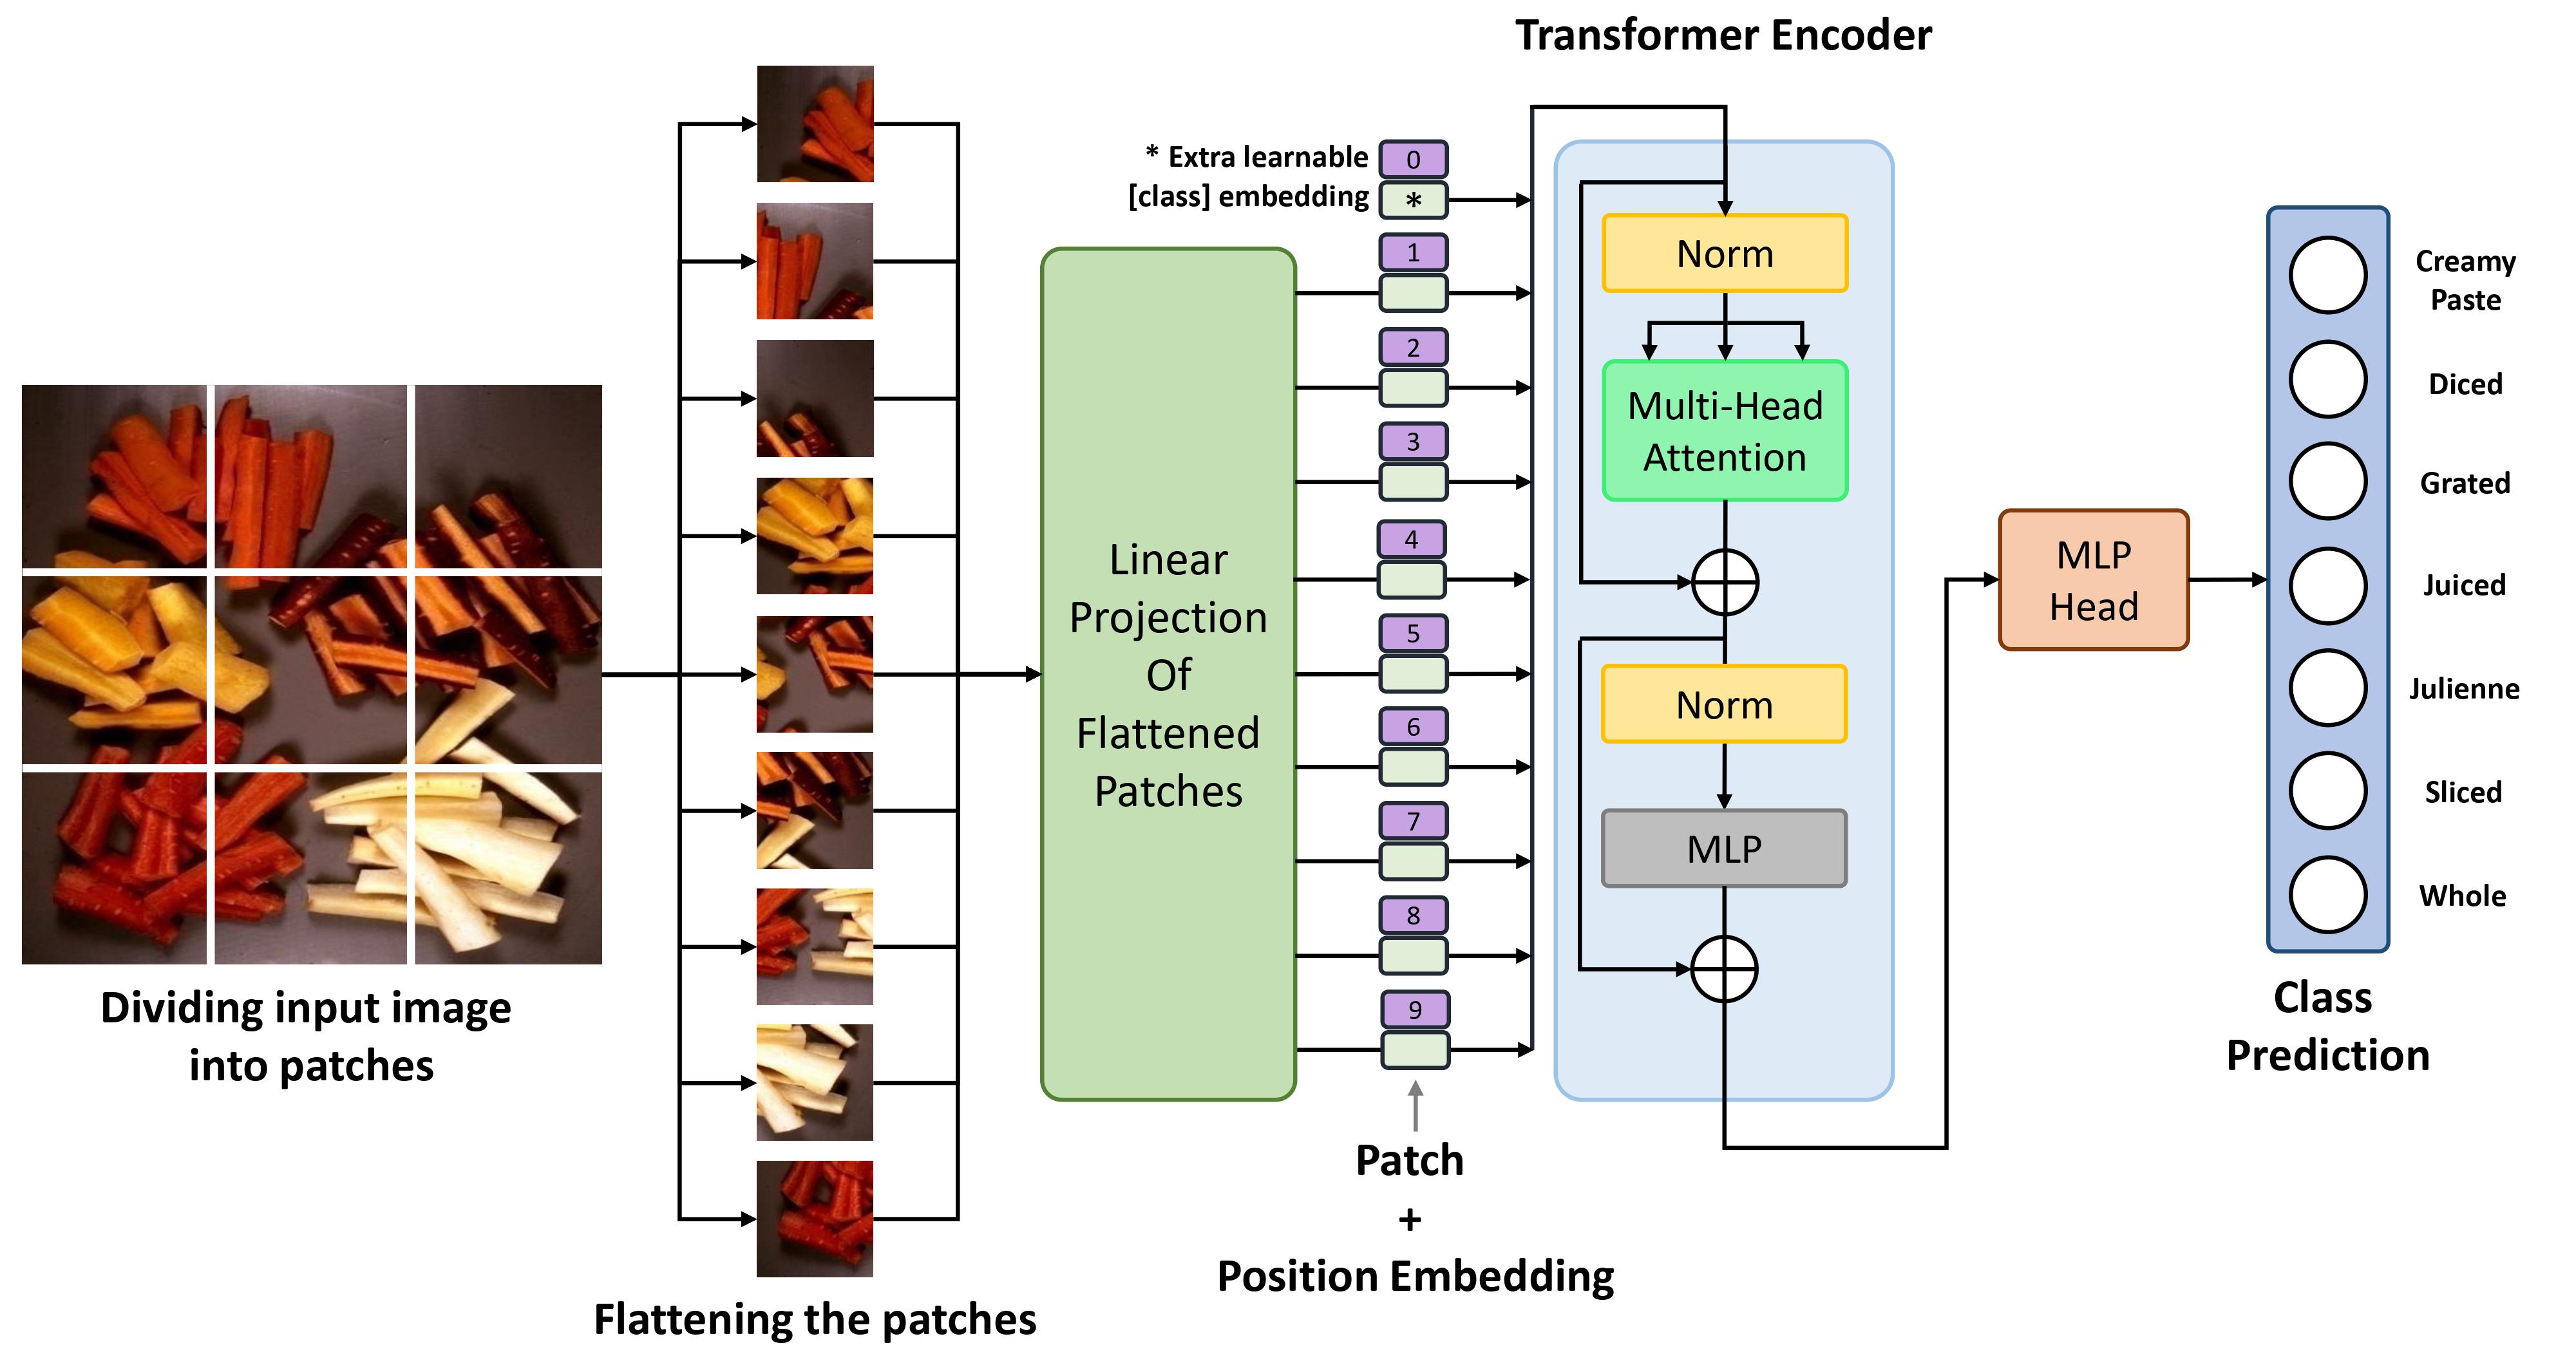 Transformer Encoder
* Extra learnable
[class] embedding
0
*
1
2
3
4
5
6
7
8
9
Linear
Projection
Of
Flattened
Patches
Norm
Multi-Head
Attention
Norm
MLP
MLP
Head
Creamy
Paste
Diced
Grated
Juiced
Julienne
Sliced
Whole
Class
Prediction
Dividing input image
into patches
Flattening the patches
Patch
+
Position Embedding